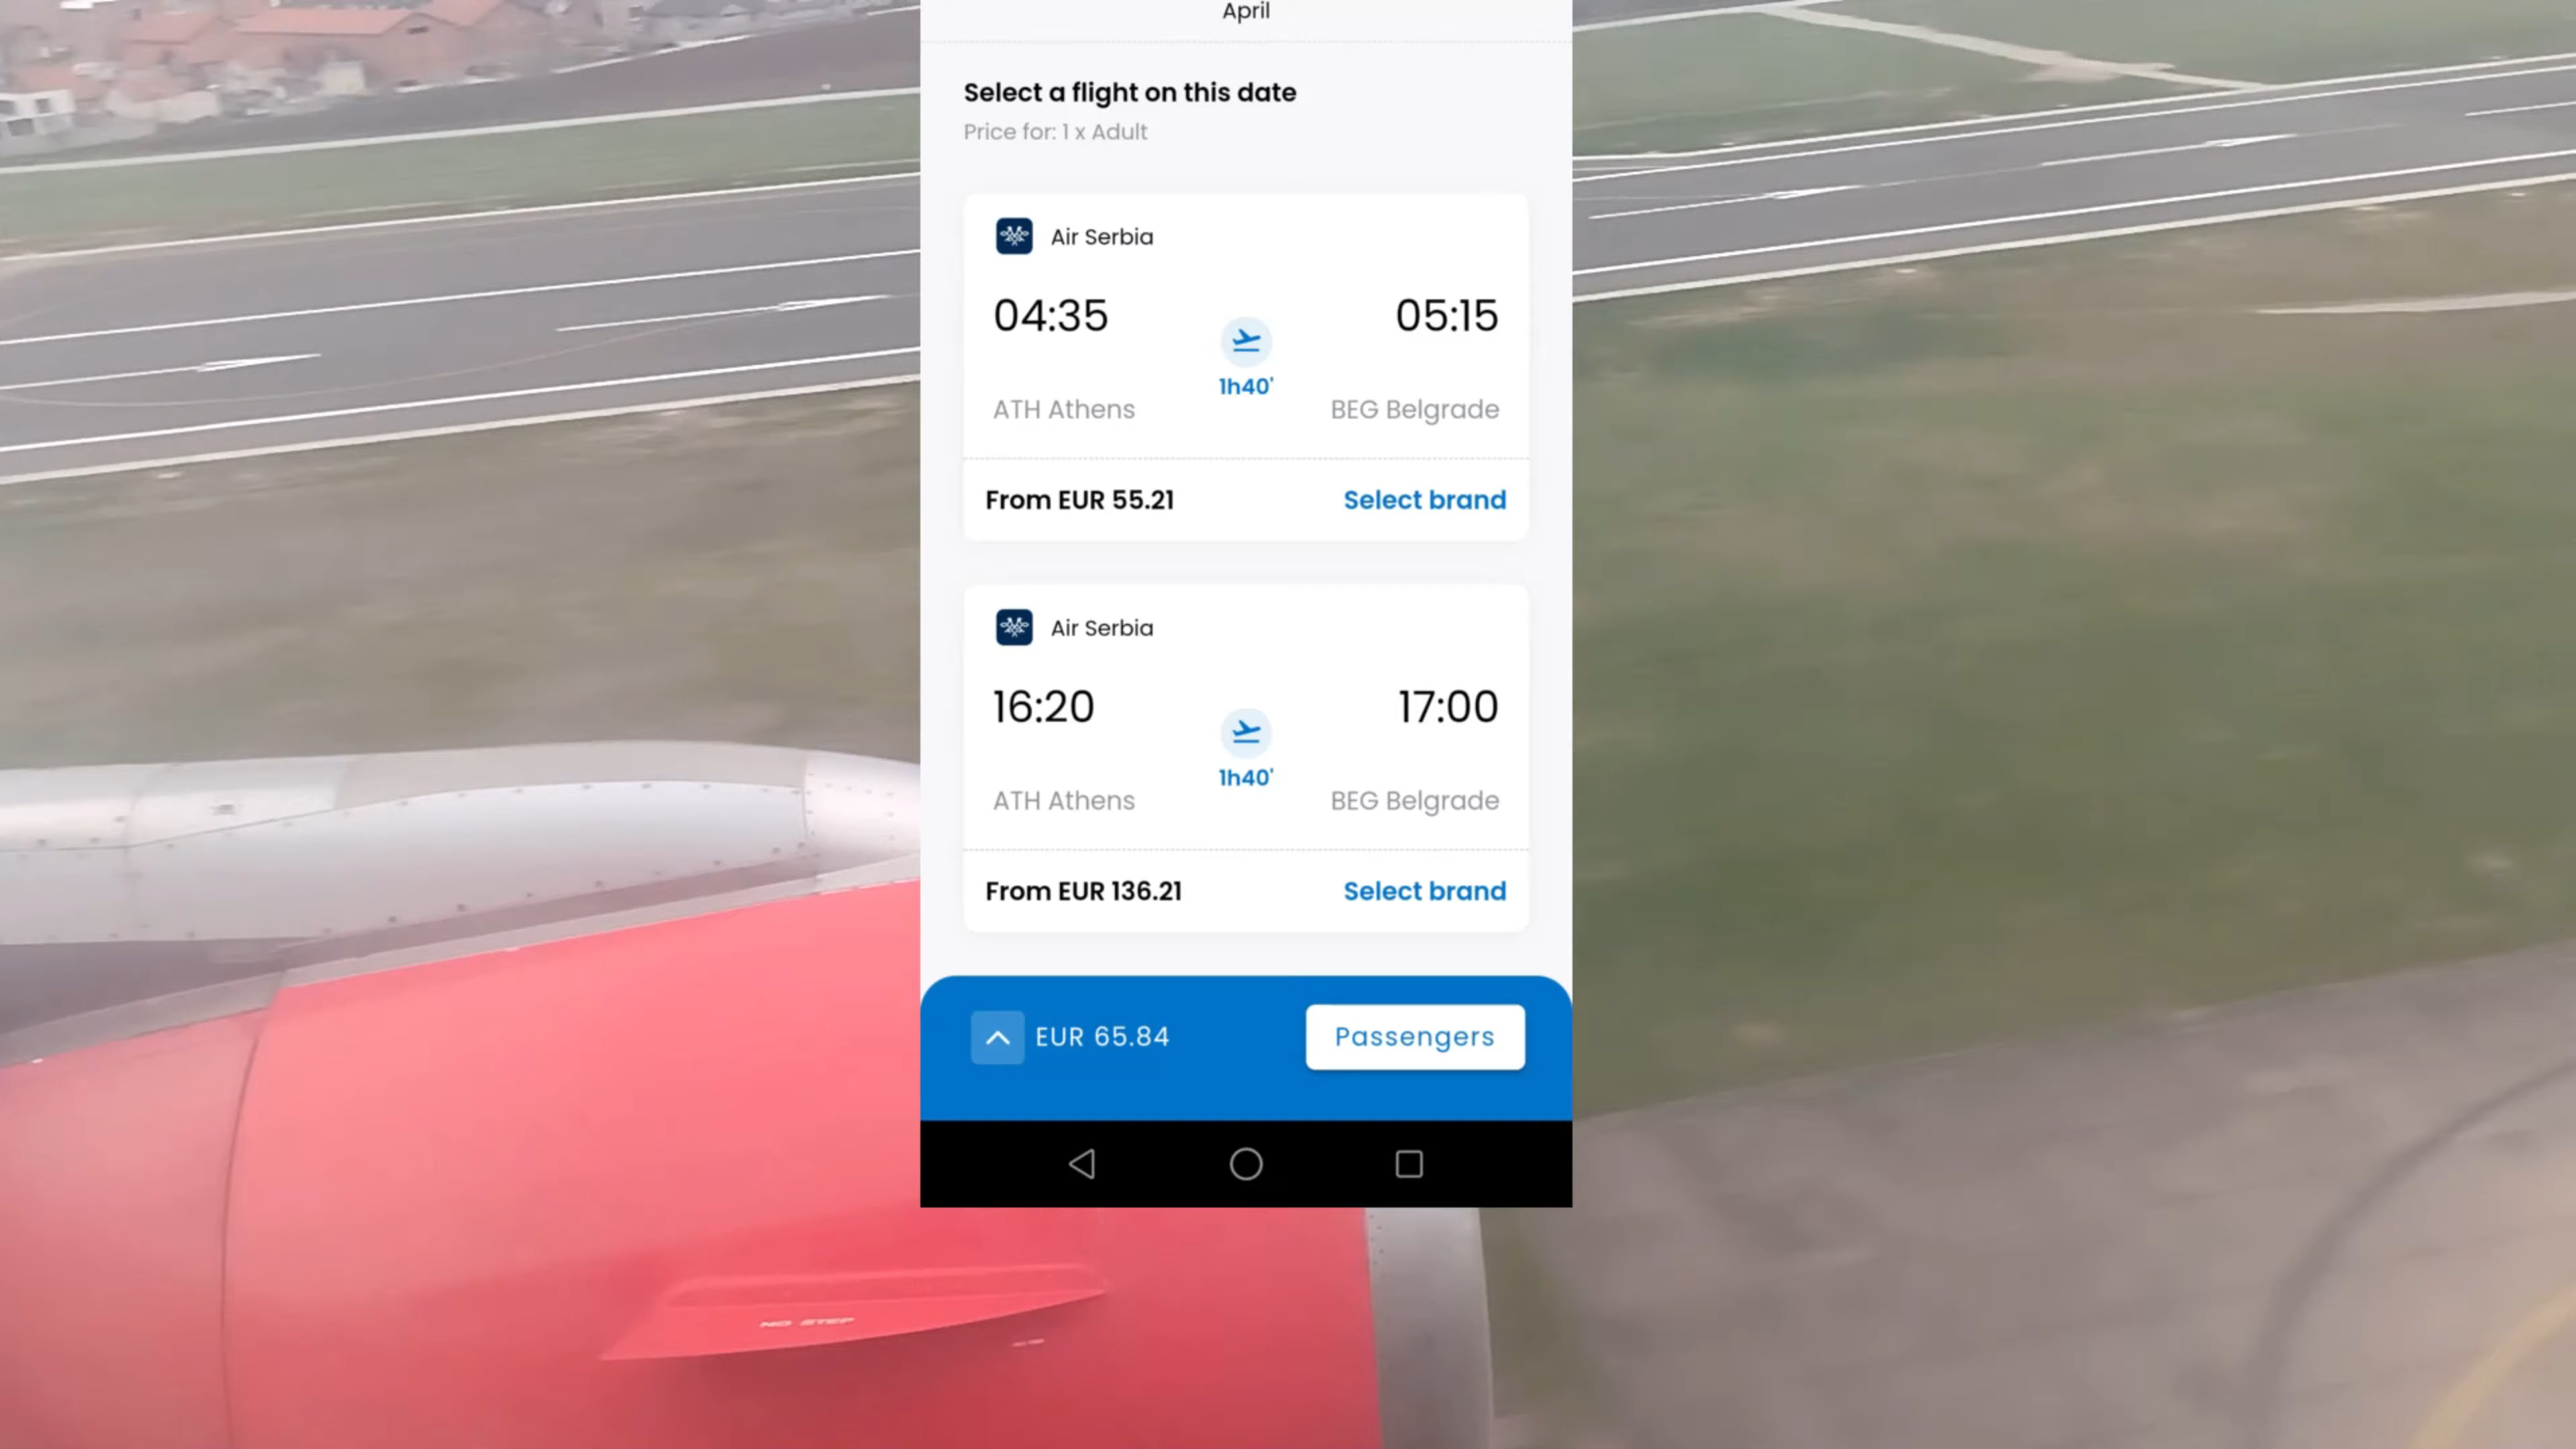 April
Select a flight on this date
Price for: 1 x Adult
Air Serbia
04:35
05:15
1h40'
ATH Athens
BEG Belgrade
From EUR 55.21
Select brand
Air Serbia
16:20
17:00
1h40'
ATH Athens
BEG Belgrade
From EUR 136.21
Select brand
EUR 65.84
Passengers
NO STEP